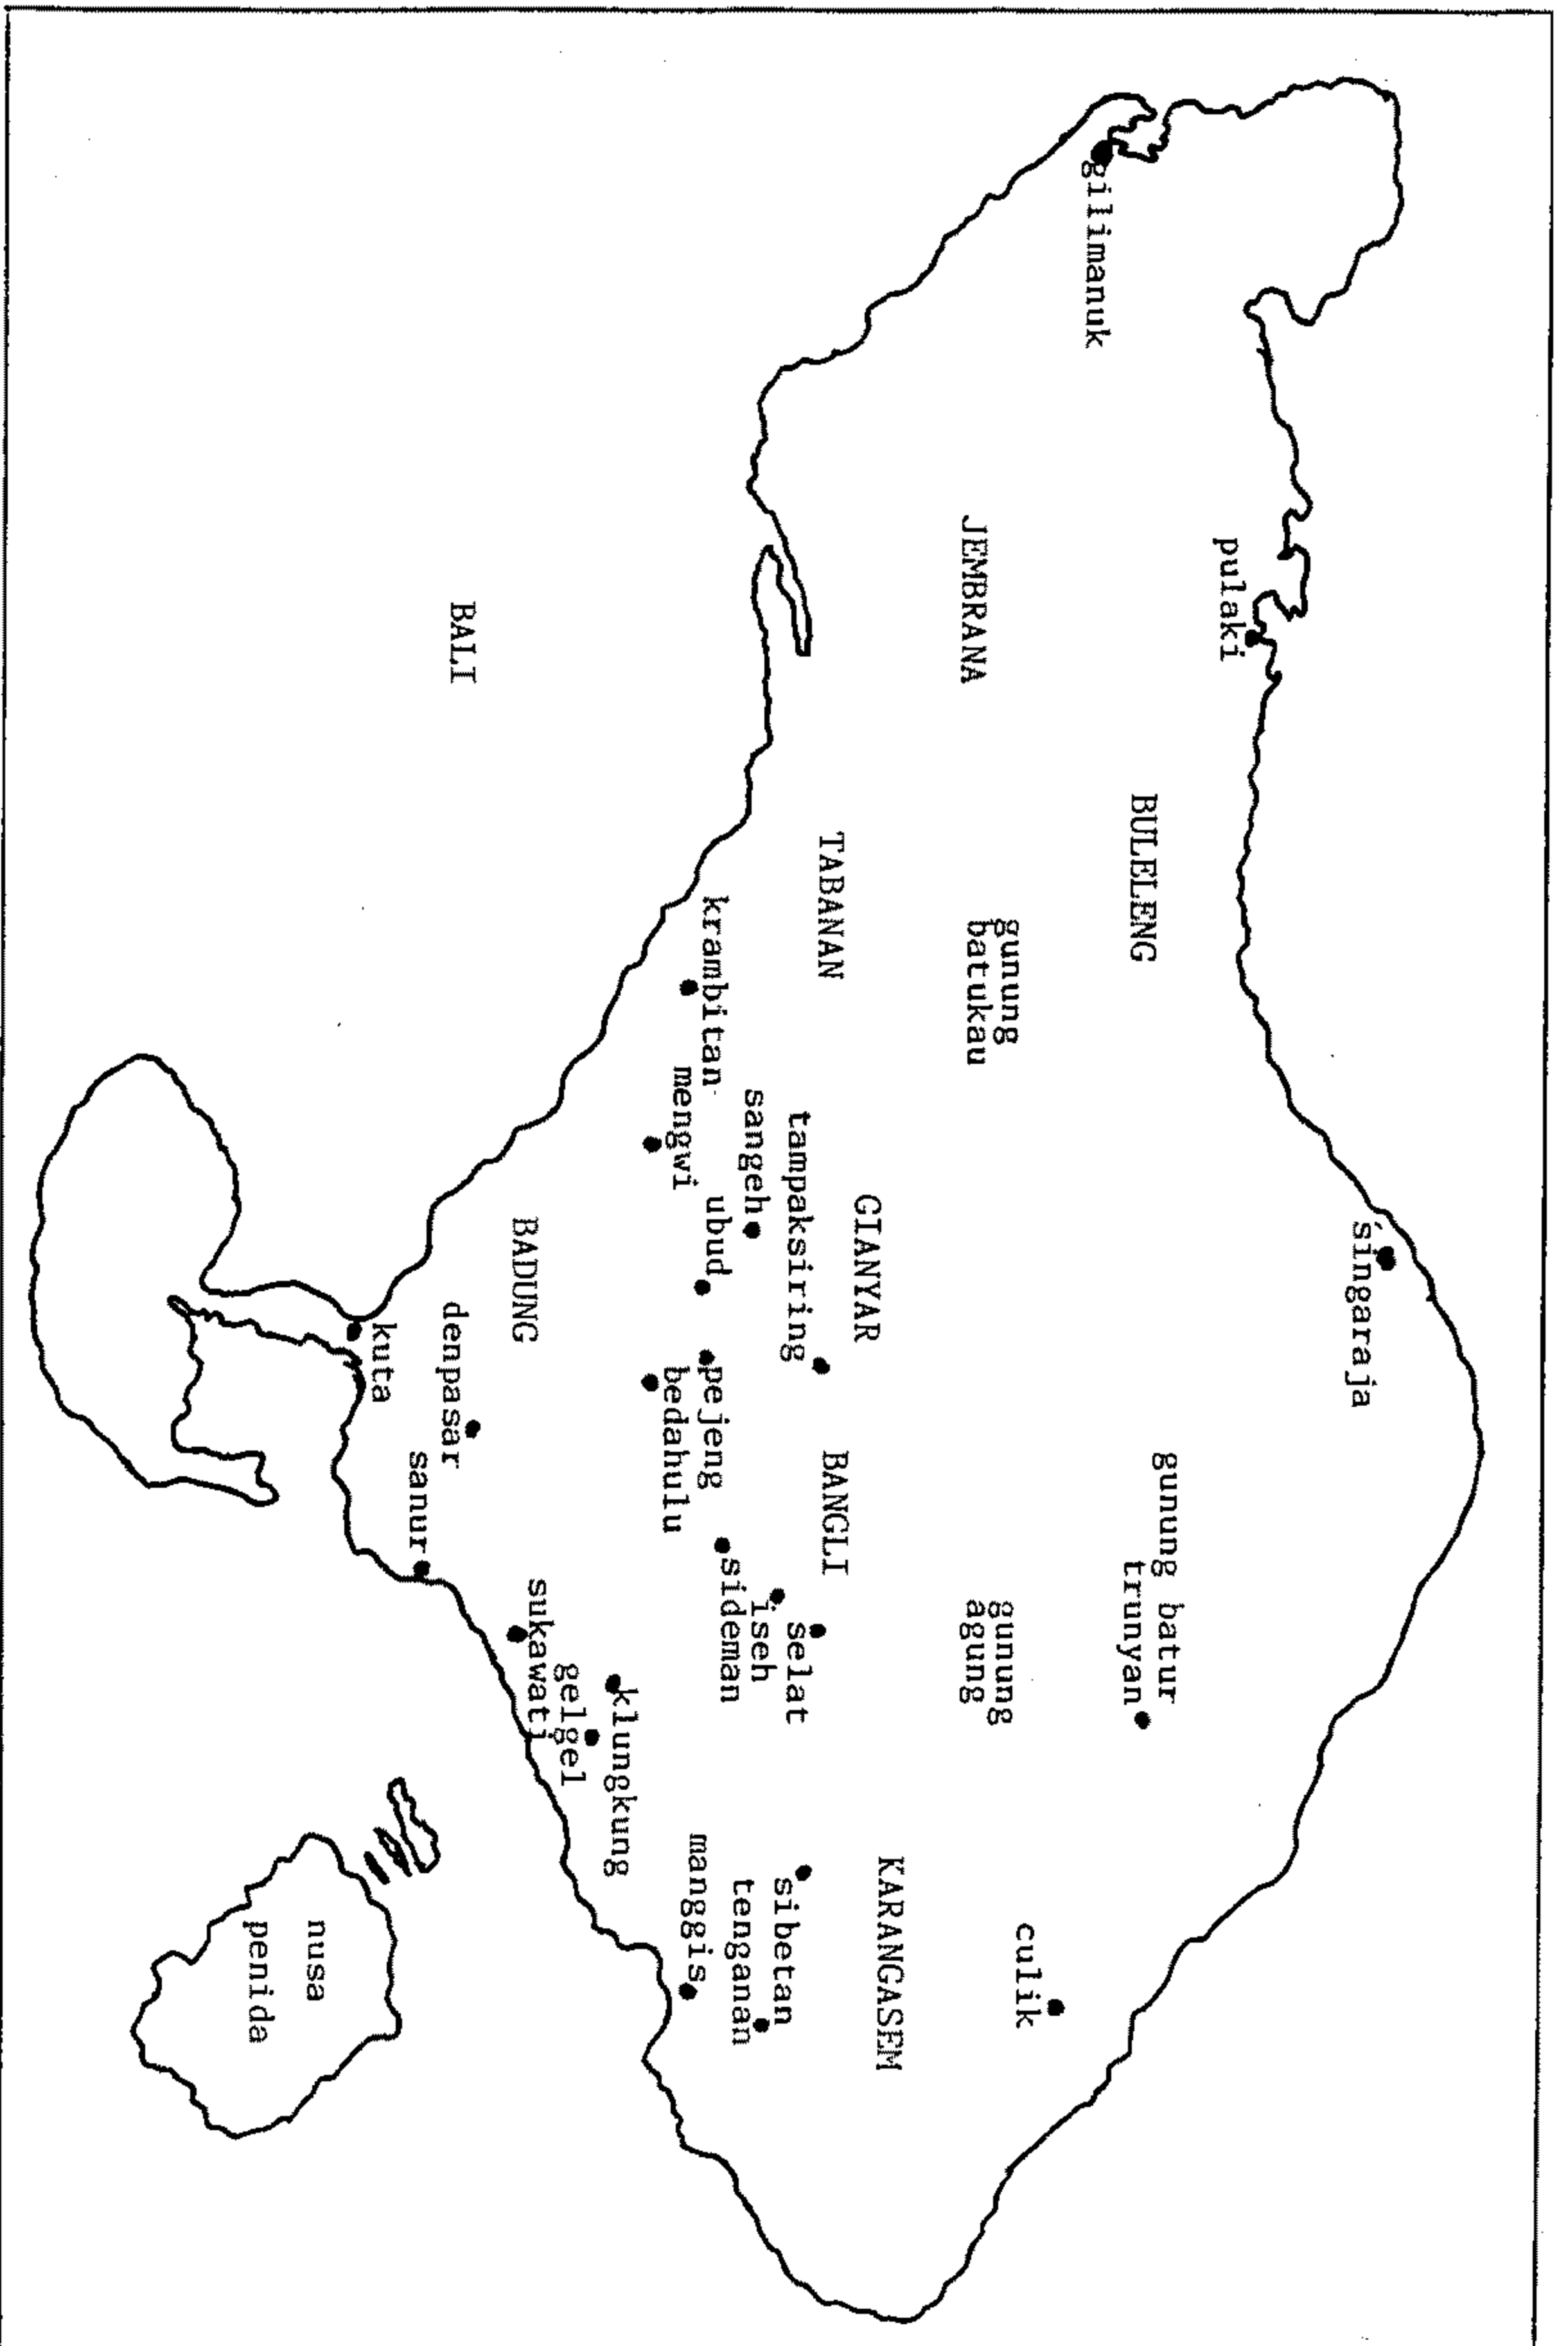 śingaraja
pulaki
BULELENG
gunung batur
trunyan
gilimanuk
culik
gunung
batukau
gunung
agung
JEMBRANA
KARANGASEM
GIANYAR
TABANAN
BANGLI
tampaksiring
selat
sibetan
sangeh
iseh
tenganan
krambitan
ubud
pejeng
sideman
manggis
mengwi
bedahulu
klungkung
BADUNG
gelgel
sukawati
BALI
denpasar
sanur
kuta
nusa
penida